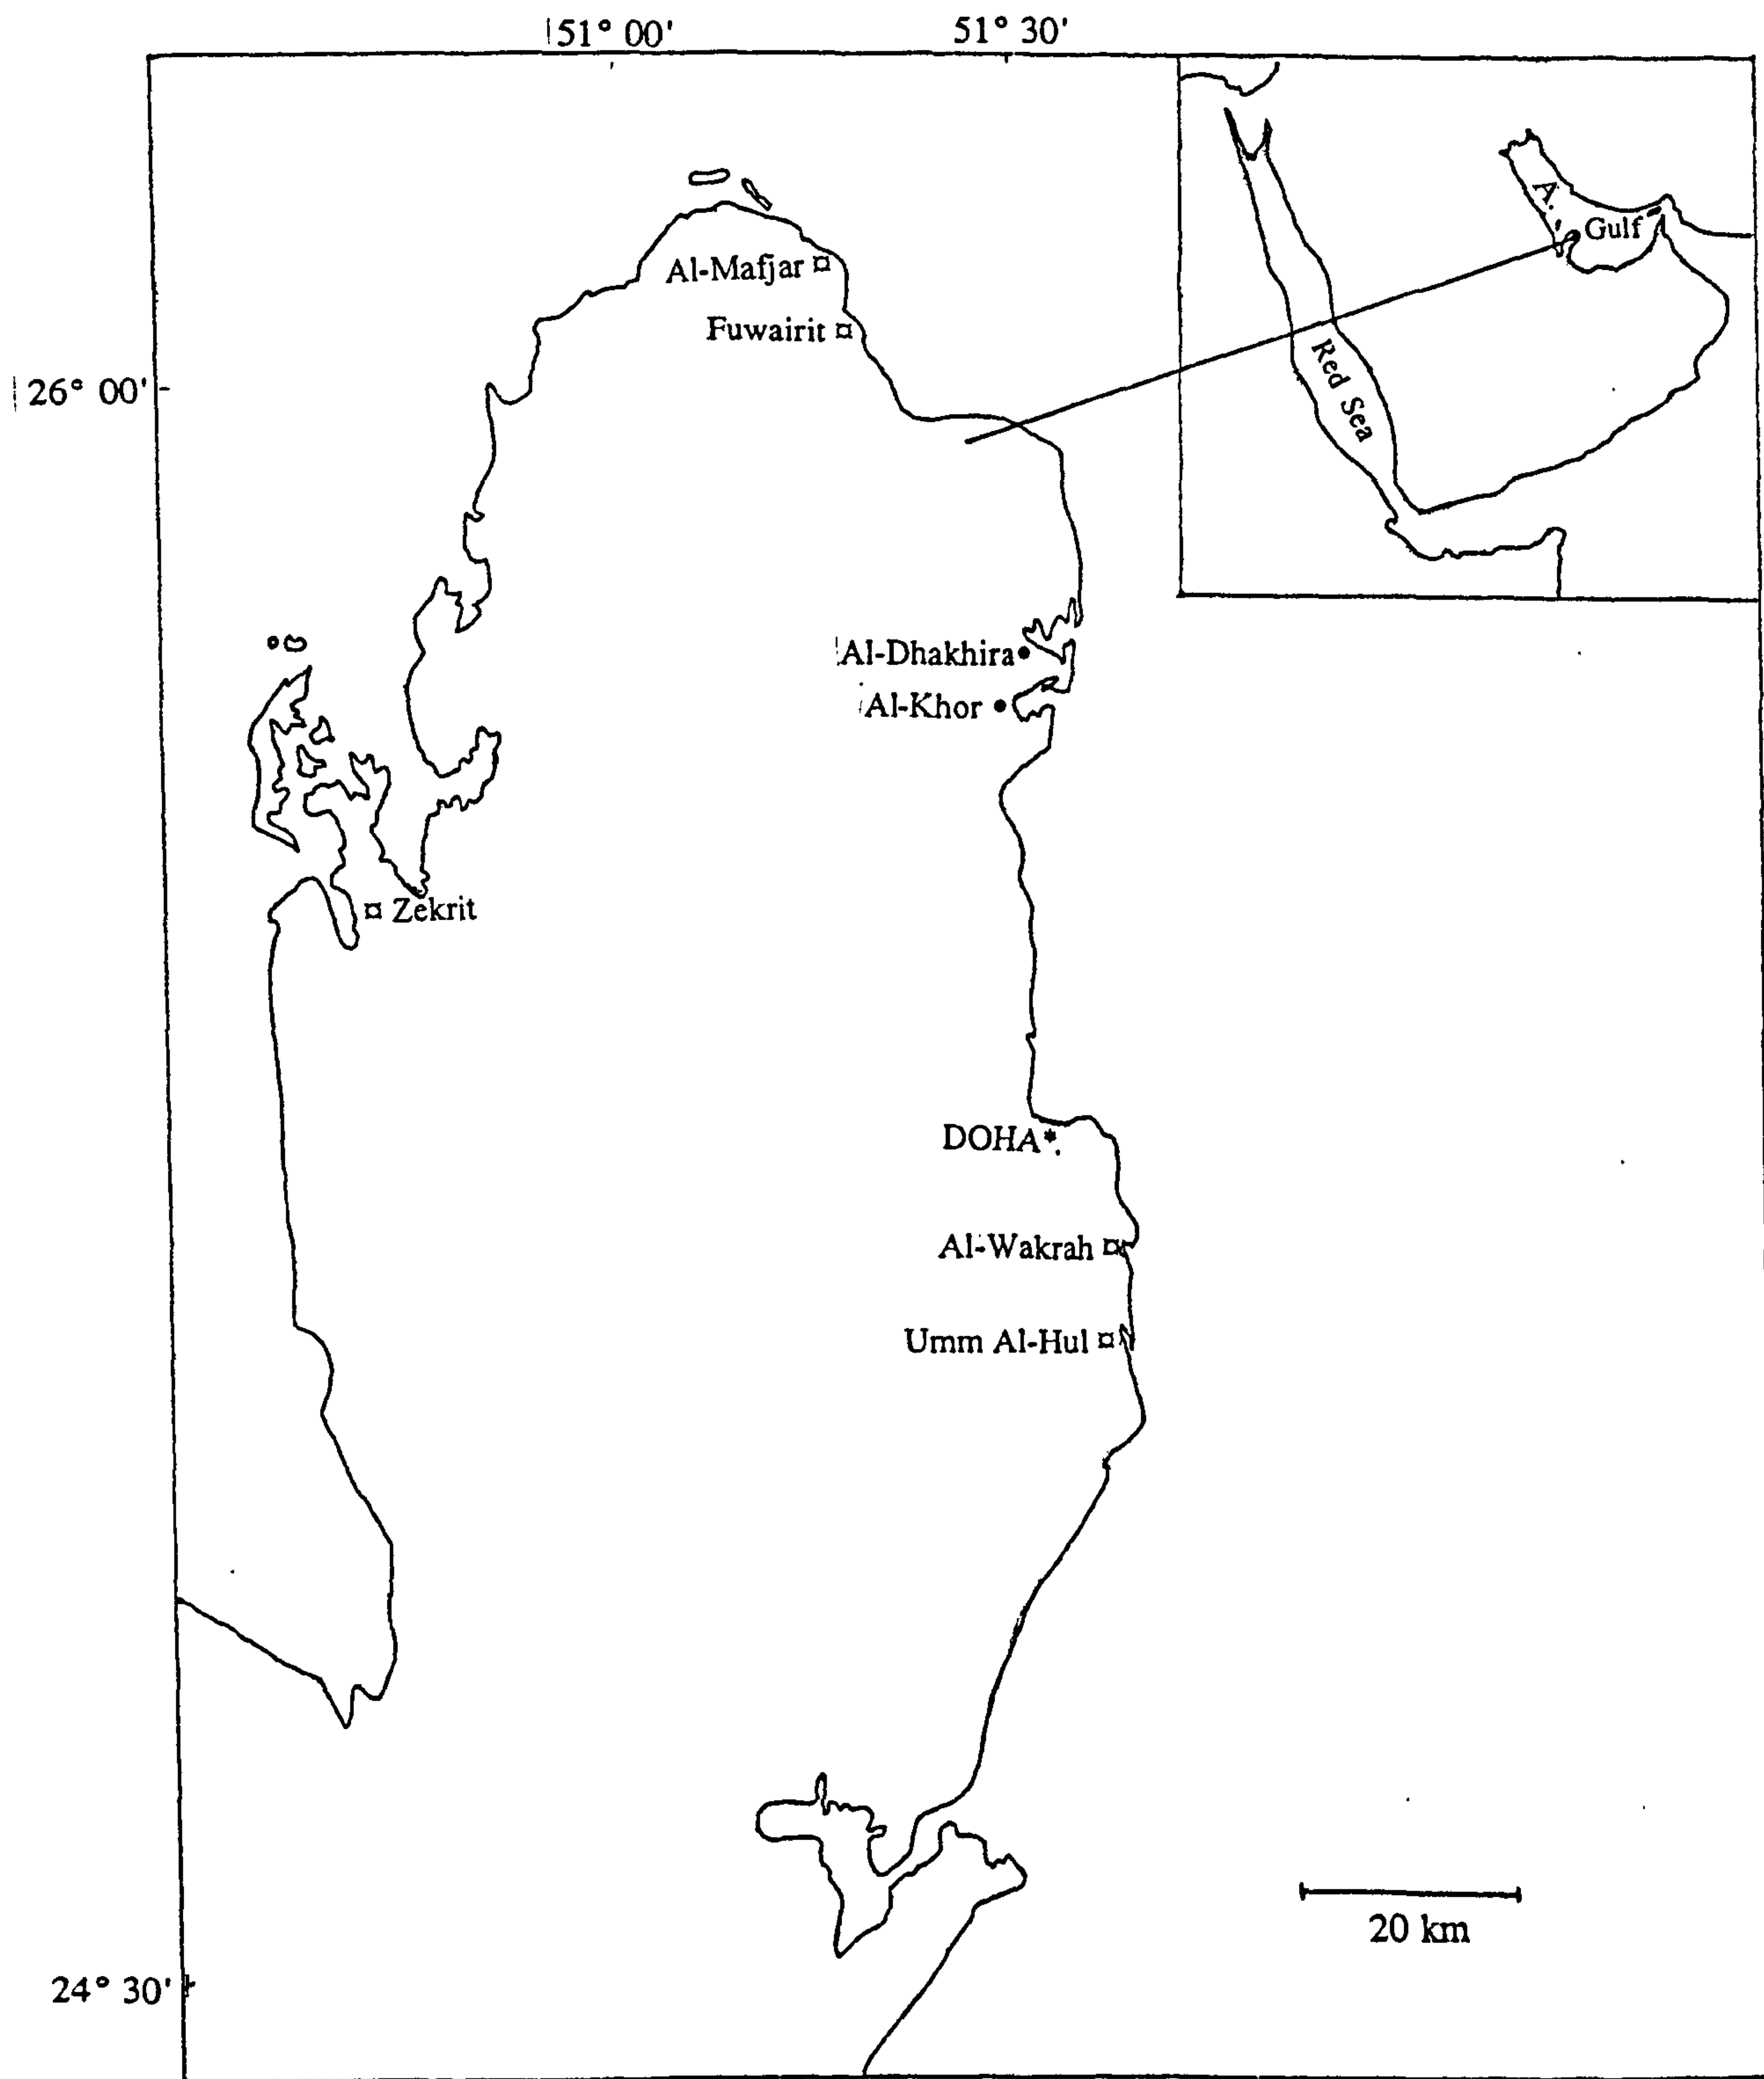 51° 00'
51° 30'
A. Gulf
Al-Mafjar
Fuwairit
26° 00'
Red Sea
Al-Dhakhira
Al-Khor
Zekrit
DOHA*
Al-Wakrah
Umm Al-Hul
20 km
24° 30'